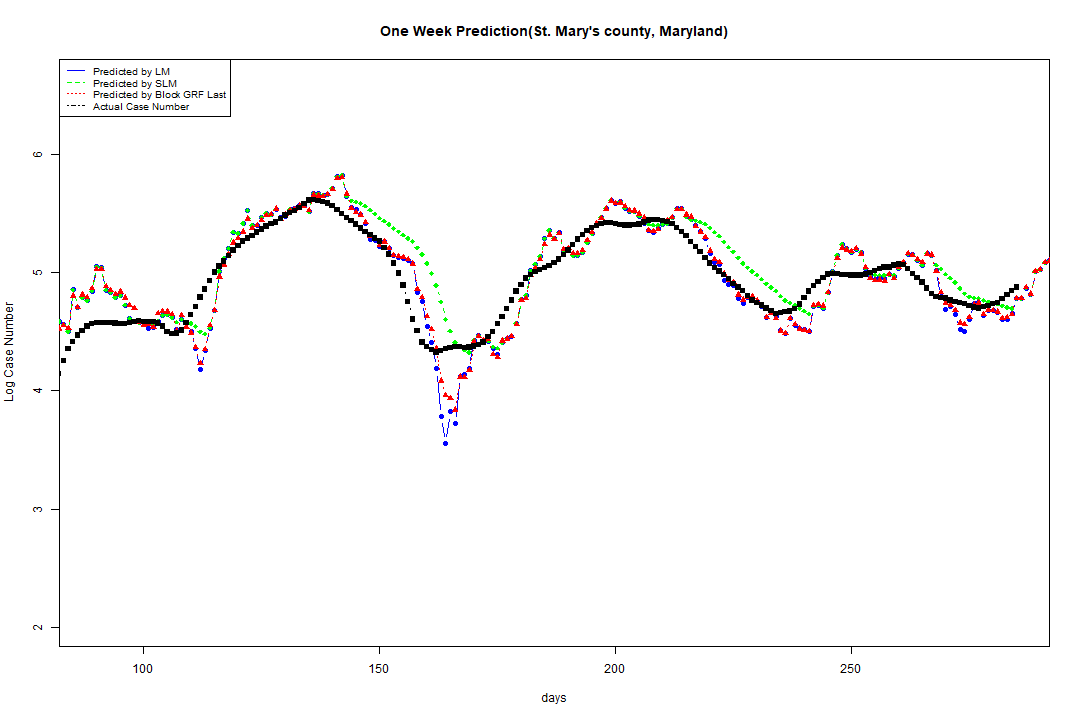 One Week Prediction(St. Mary's county, Maryland)
Predicted by LM
Predicted by SLM
Predicted by Block GRF Last
Actual Case Number
6
5
4
3
2
Log Case Number
100 150 200 250
days